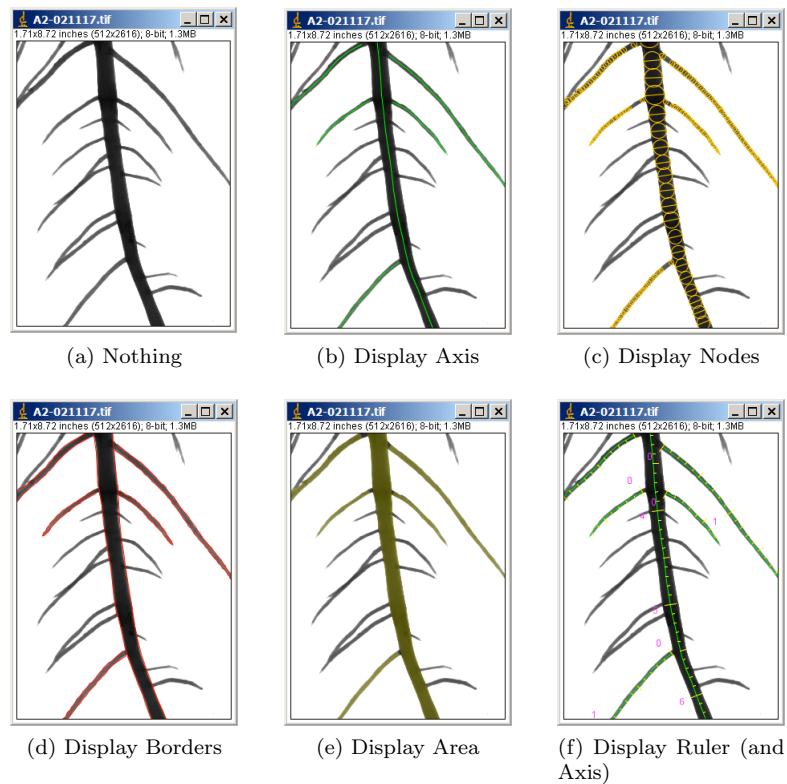 A2-021117.tif
1.71x8.72 inches (512x2616); 8-bit; 1.3MB
(a) Nothing
A2-021117.tif
1.71x8.72 inches (512x2616); 8-bit; 1.3MB
(b) Display Axis
A2-021117.tif
1.71x8.72 inches (512x2616); 8-bit; 1.3MB
(c) Display Nodes
A2-021117.tif
1.71x8.72 inches (512x2616); 8-bit; 1.3MB
(d) Display Borders
A2-021117.tif
1.71x8.72 inches (512x2616); 8-bit; 1.3MB
(e) Display Area
A2-021117.tif
1.71x8.72 inches (512x2616); 8-bit; 1.3MB
0
0
0
4
1
5
0
6
1
(f) Display Ruler (and
Axis)